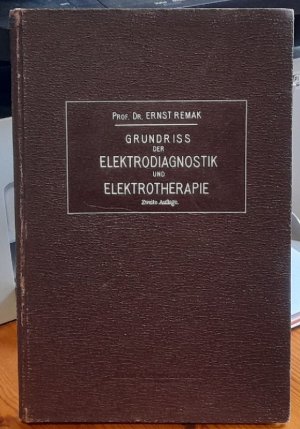 PROF. DR. ERNST REMAK
GRUNDRISS
DER
ELEKTRODIAGNOSTIK
UND
ELEKTROTHERAPIE
Zweite Auflage.